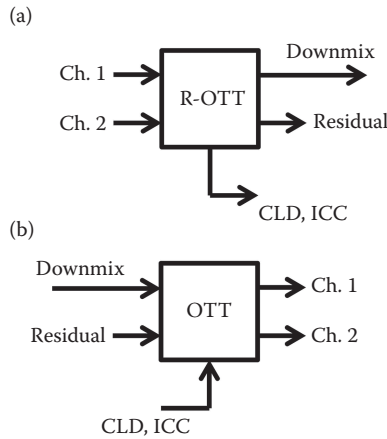 (a)
Downmix
Ch. 1
R-OTT
Ch. 2
Residual
CLD, ICC
(b)
Downmix
Ch. 1
OTT
Residual
Ch. 2
CLD, ICC